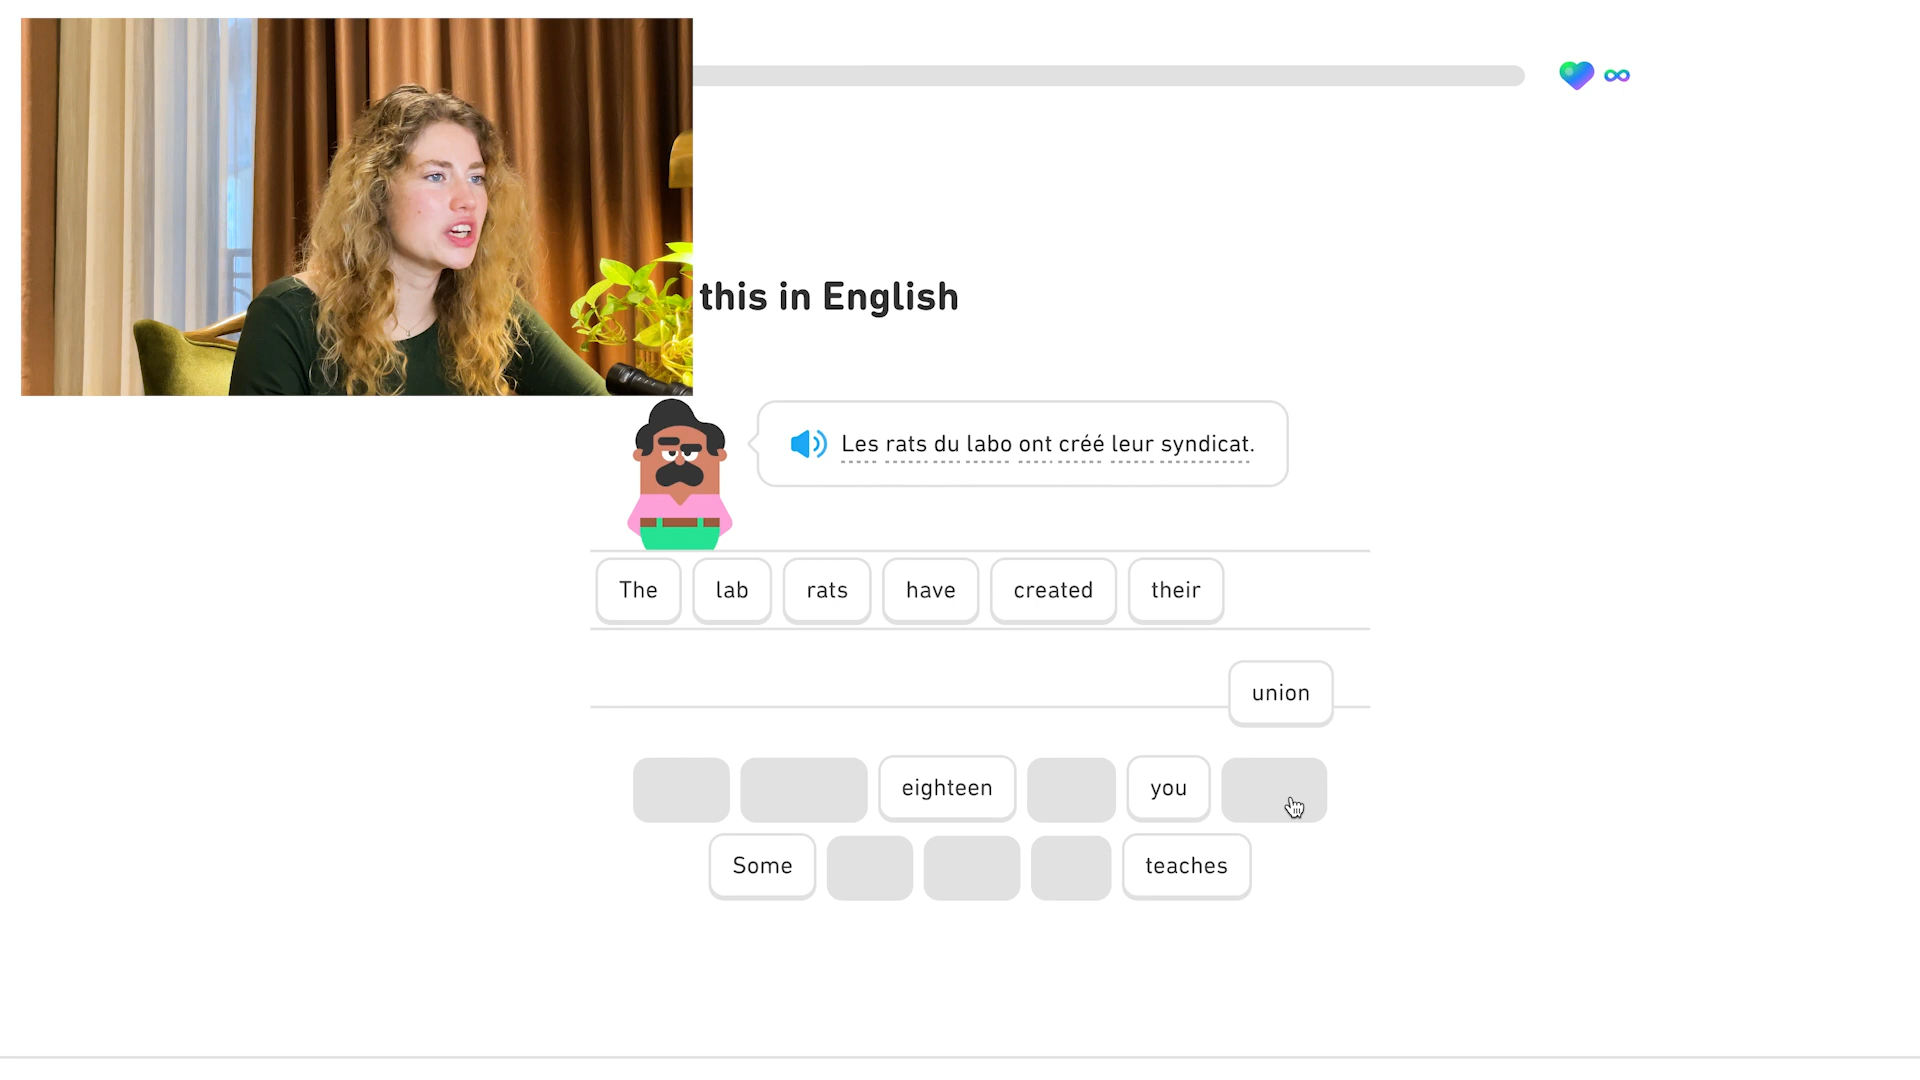 this in English
Les rats du labo ont créé leur syndicat.
The lab rats have created their
union
eighteen you
Some teaches